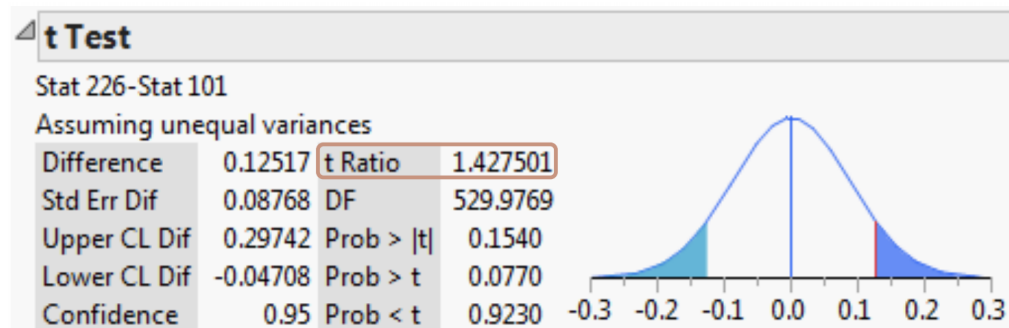 t Test
Stat 226-Stat 101
Assuming unequal variances
Difference 0.12517 t Ratio 1.427501
Std Err Dif 0.08768 DF 529.9769
Upper CL Dif 0.29742 Prob > |t| 0.1540
Lower CL Dif -0.04708 Prob > t 0.0770
Confidence 0.95 Prob < t 0.9230
-0.3 -0.2 -0.1 0.0 0.1 0.2 0.3